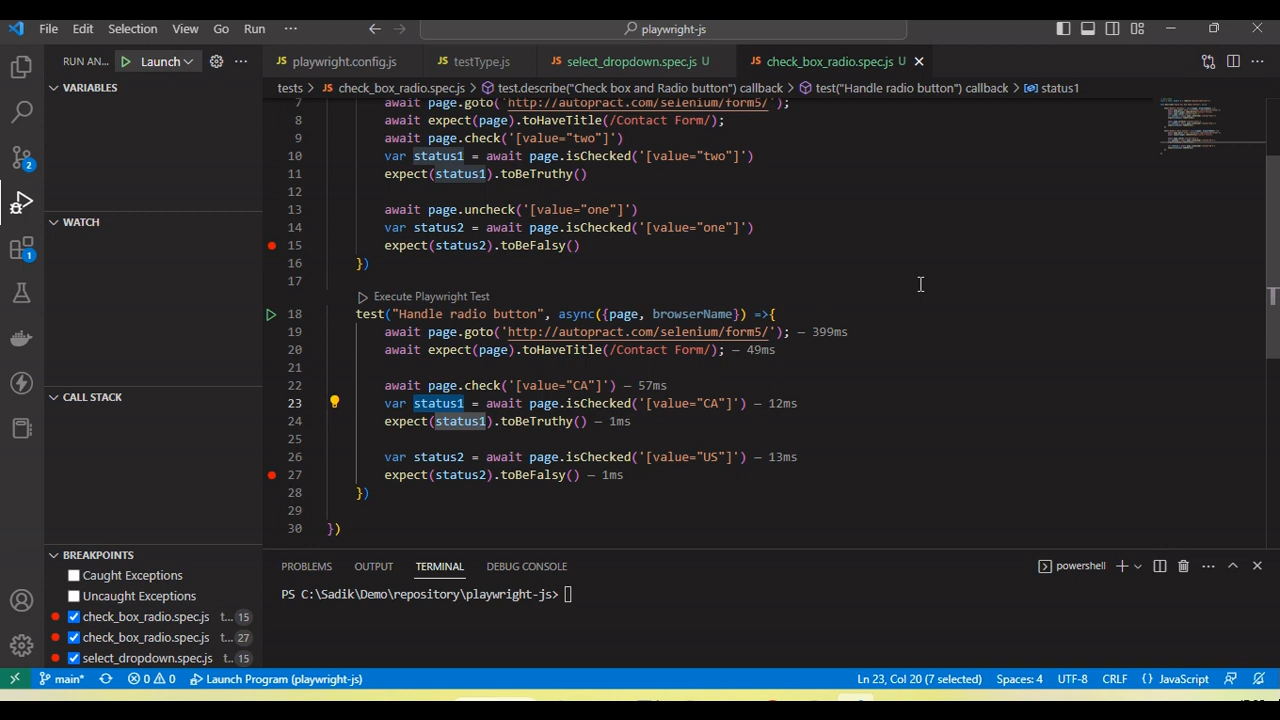 File Edit Selection View Go Run ··· playwright-js
RUN AN... Launch ···
JS playwright.config.js JS testType.js JS select_dropdown.spec.js U JS check_box_radio.spec.js U
tests > JS check_box_radio.spec.js > test.describe("Check box and Radio button") callback > test("Handle radio button") callback > status1
VARIABLES
WATCH
CALL STACK
BREAKPOINTS
Caught Exceptions
Uncaught Exceptions
check_box_radio.spec.js t... 15
check_box_radio.spec.js t... 27
select_dropdown.spec.js t.. 15
2
1
7 await page.goto('http://autopract.com/selenium/form5/');
8 await expect(page).toHaveTitle(/Contact Form/);
9 await page.check('[value="two"]')
10 var status1 = await page.isChecked('[value="two"]')
11 expect(status1).toBeTruthy()
12
13 await page.uncheck('[value="one"]')
14 var status2 = await page.isChecked('[value="one"]')
15 expect(status2).toBeFalsy()
16 })
17
Execute Playwright Test
18 test("Handle radio button", async({page, browserName}) =>{
19 await page.goto('http://autopract.com/selenium/form5/'); — 399ms
20 await expect(page).toHaveTitle(/Contact Form/); — 49ms
21
22 await page.check('[value="CA"]') — 57ms
23 var status1 = await page.isChecked('[value="CA"]') — 12ms
24 expect(status1).toBeTruthy() — 1ms
25
26 var status2 = await page.isChecked('[value="US"]') — 13ms
27 expect(status2).toBeFalsy() — 1ms
28 })
29
30 })
PROBLEMS OUTPUT TERMINAL DEBUG CONSOLE powershell
PS C:\Sadik\Demo\repository\playwright-js>
main* 0 0 Launch Program (playwright-js) Ln 23, Col 20 (7 selected) Spaces: 4 UTF-8 CRLF {} JavaScript